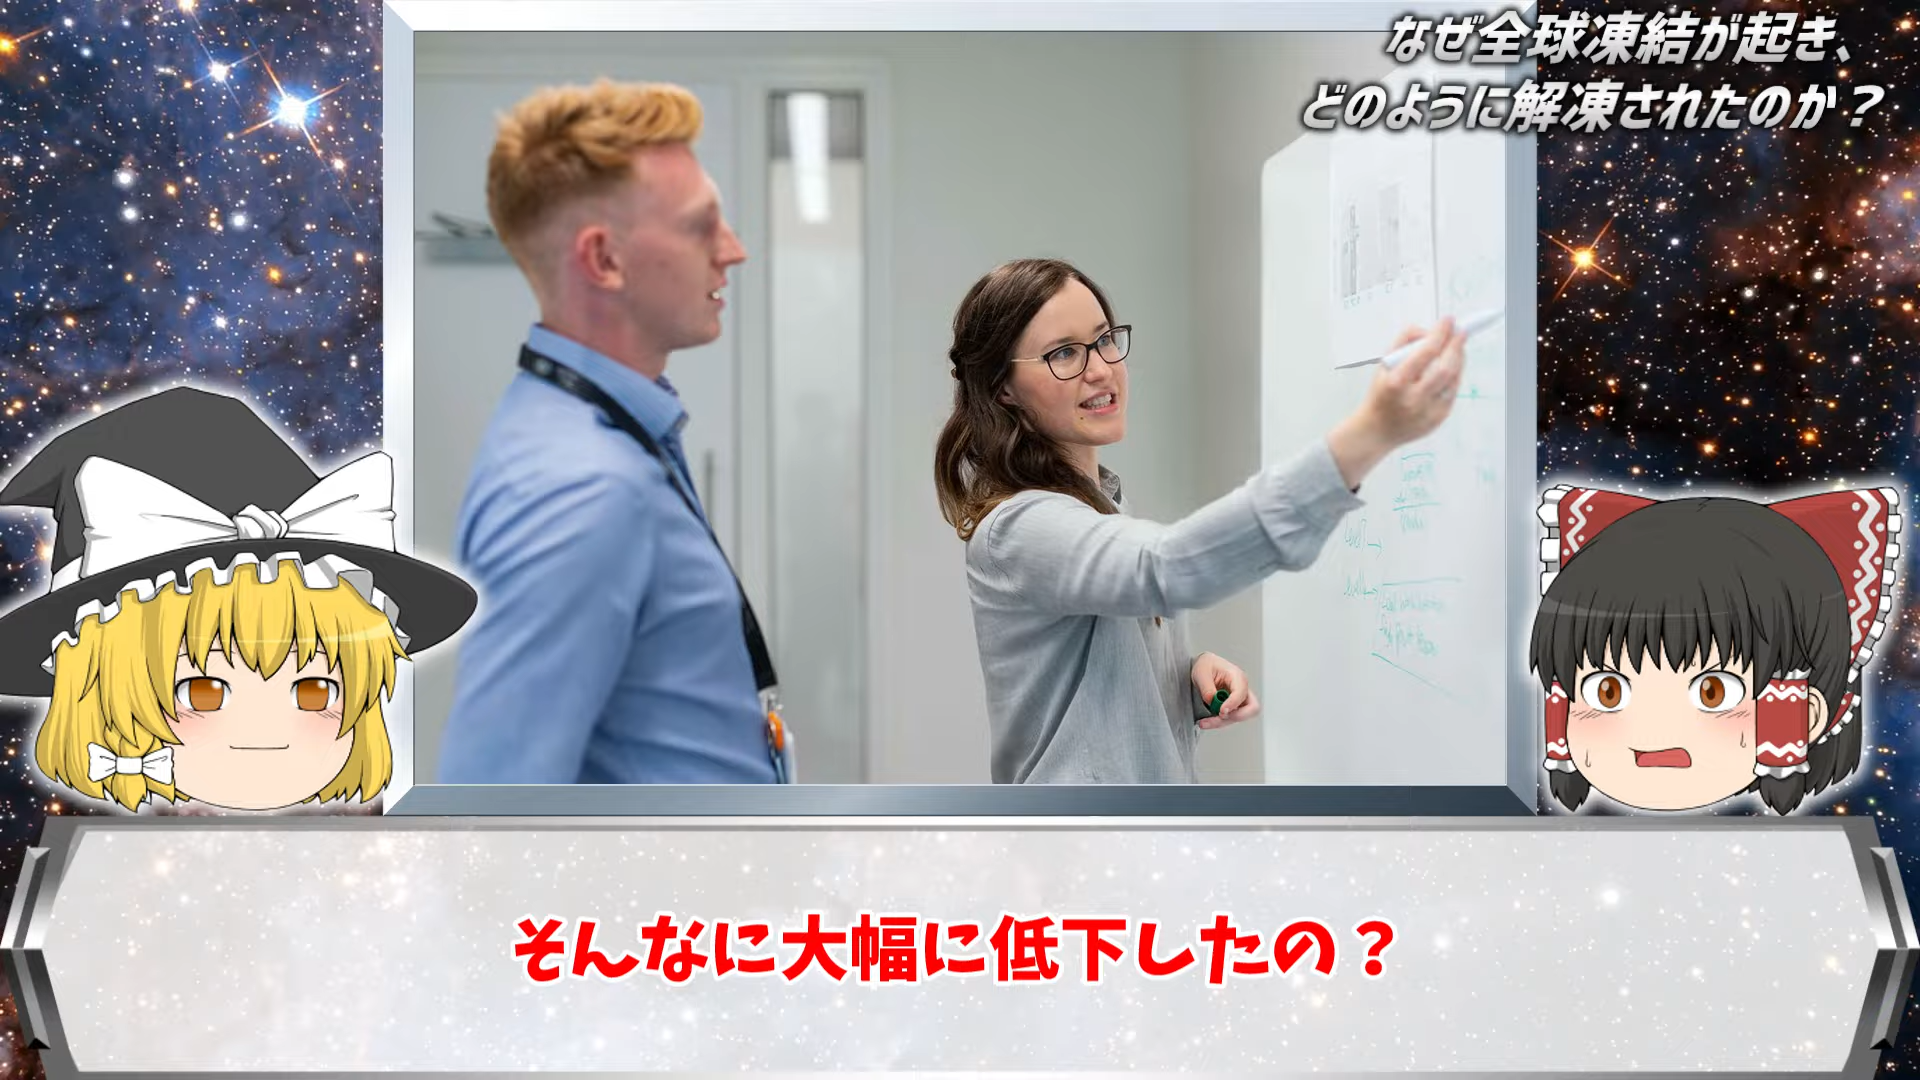 なぜ全球凍結が起き、
どのように解凍されたのか？
そんなに大幅に低下したの？